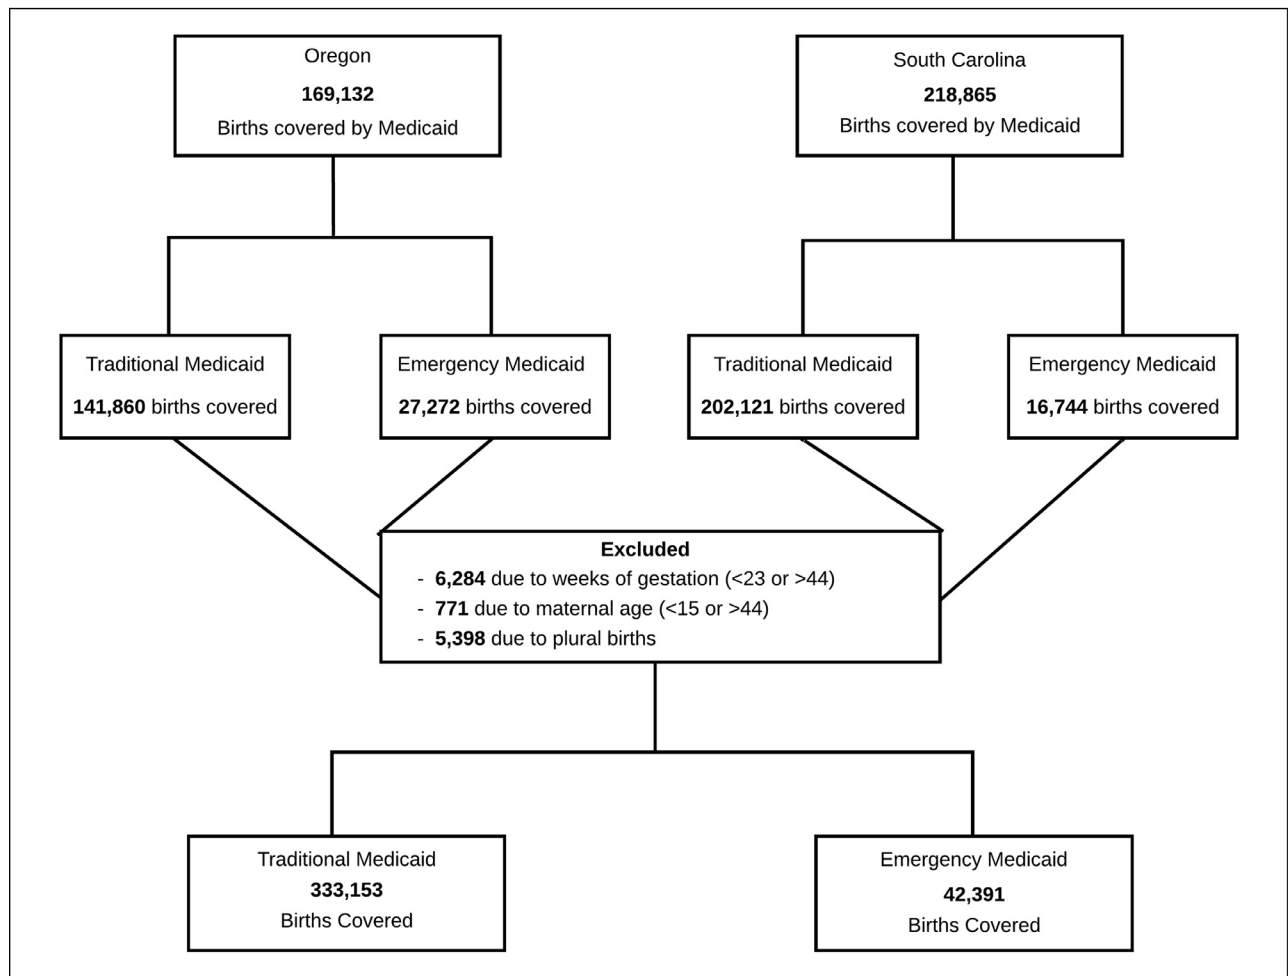 Oregon
169,132
Births covered by Medicaid
South Carolina
218,865
Births covered by Medicaid
Traditional Medicaid
141,860 births covered
Emergency Medicaid
27,272 births covered
Traditional Medicaid
202,121 births covered
Emergency Medicaid
16,744 births covered
Excluded
- 6,284 due to weeks of gestation (<23 or >44)
- 771 due to maternal age (<15 or >44)
- 5,398 due to plural births
Traditional Medicaid
333,153
Births Covered
Emergency Medicaid
42,391
Births Covered